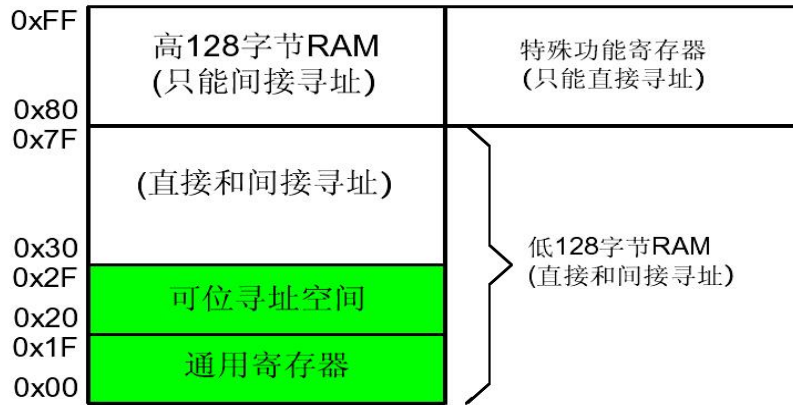 0xFF
高128字节RAM
(只能间接寻址)
特殊功能寄存器
(只能直接寻址)
0x80
0x7F
(直接和间接寻址)
0x30
低128字节RAM
(直接和间接寻址)
0x2F
可位寻址空间
0x20
0x1F
通用寄存器
0x00